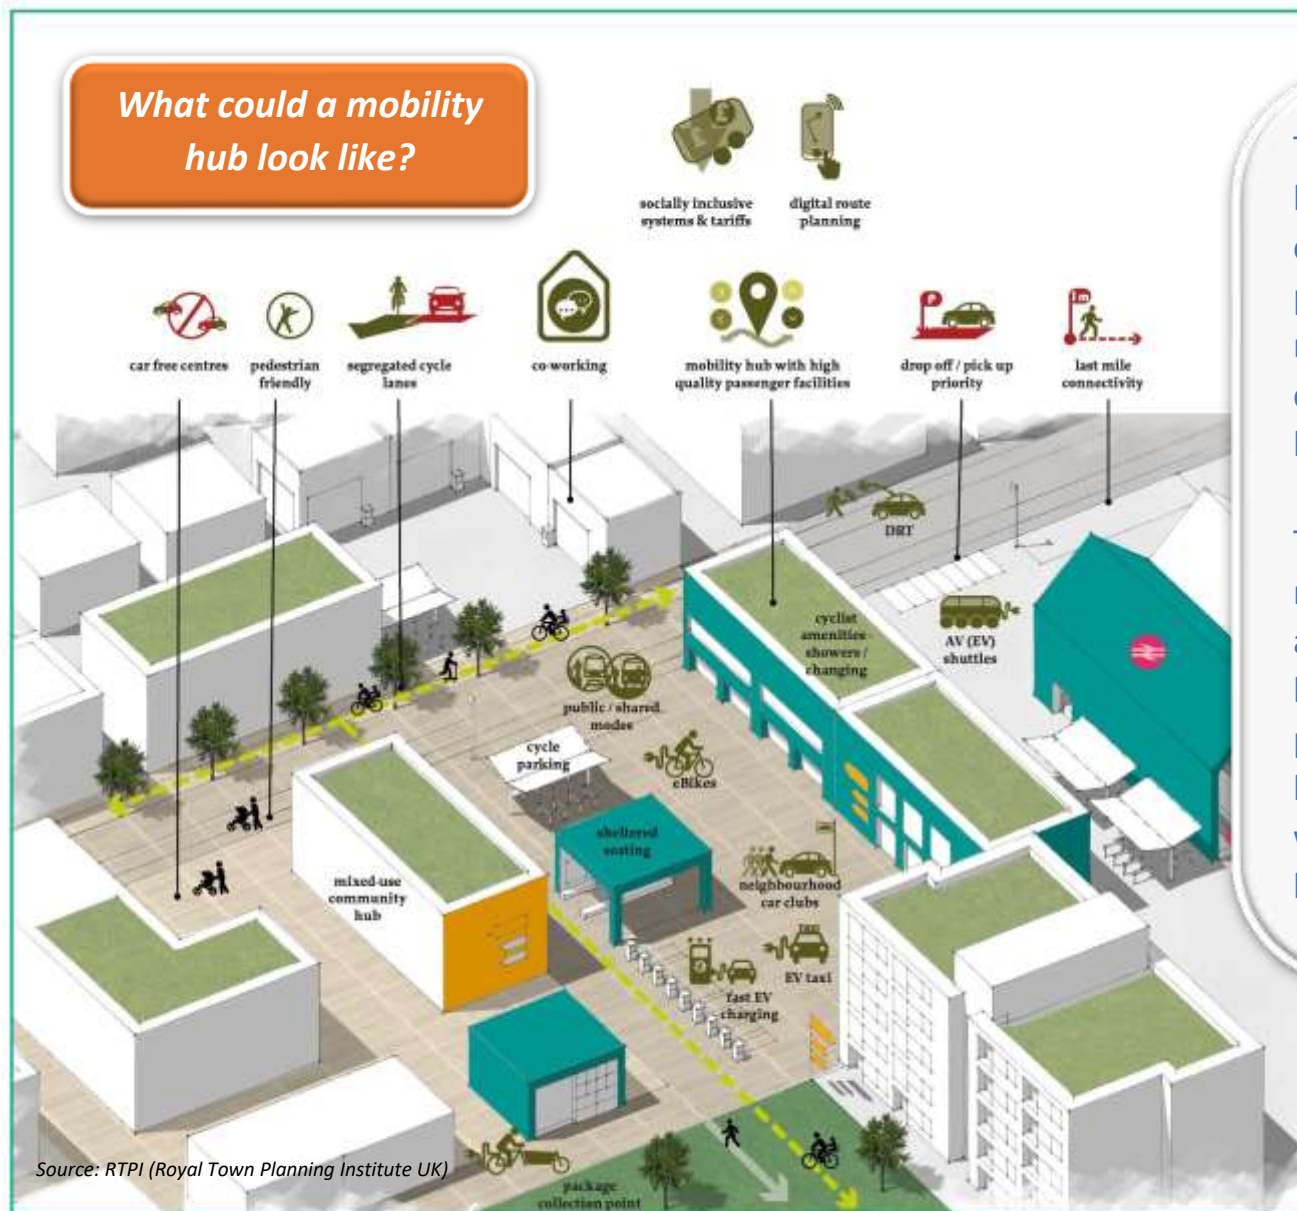 What could a mobility
hub look like?
socially inclusive
systems & tariffs
digital route
planning
car free centres
pedestrian
friendly
segregated cycle
lanes
co-working
mobility hub with high
quality passenger facilities
drop off / pick up
priority
last mile
connectivity
DRT
cyclist
amenities -
showers /
changing
AV (EV)
shuttles
public / shared
modes
cycle
parking
eBikes
sheltered
seating
mixed-use
community
hub
neighbourhood
car clubs
TAXI
EV taxi
fast EV
charging
Source: RTPI (Royal Town Planning Institute UK)
package
collection point